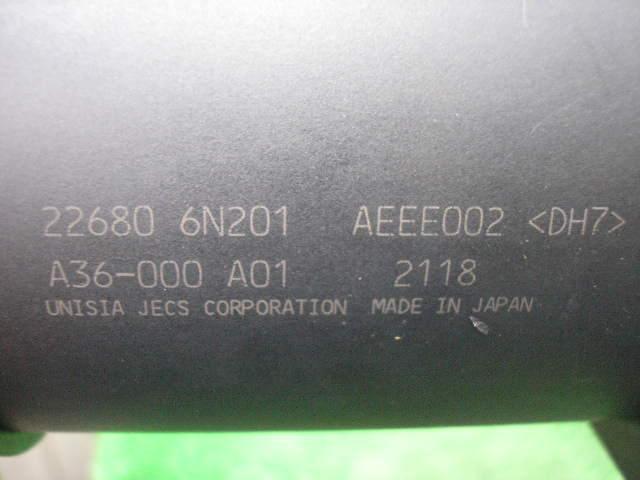 22680 6N201 AEEE002 <DH7>
A36-000 A01 2118
UNISIA JECS CORPORATION MADE IN JAPAN